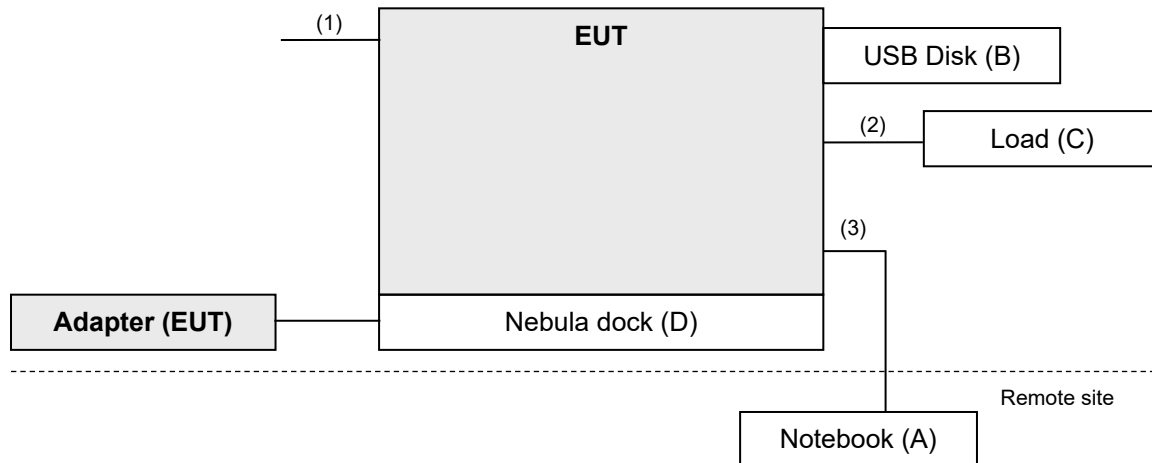 (1)
EUT
USB Disk (B)
(2)
Load (C)
(3)
Adapter (EUT)
Nebula dock (D)
Remote site
Notebook (A)